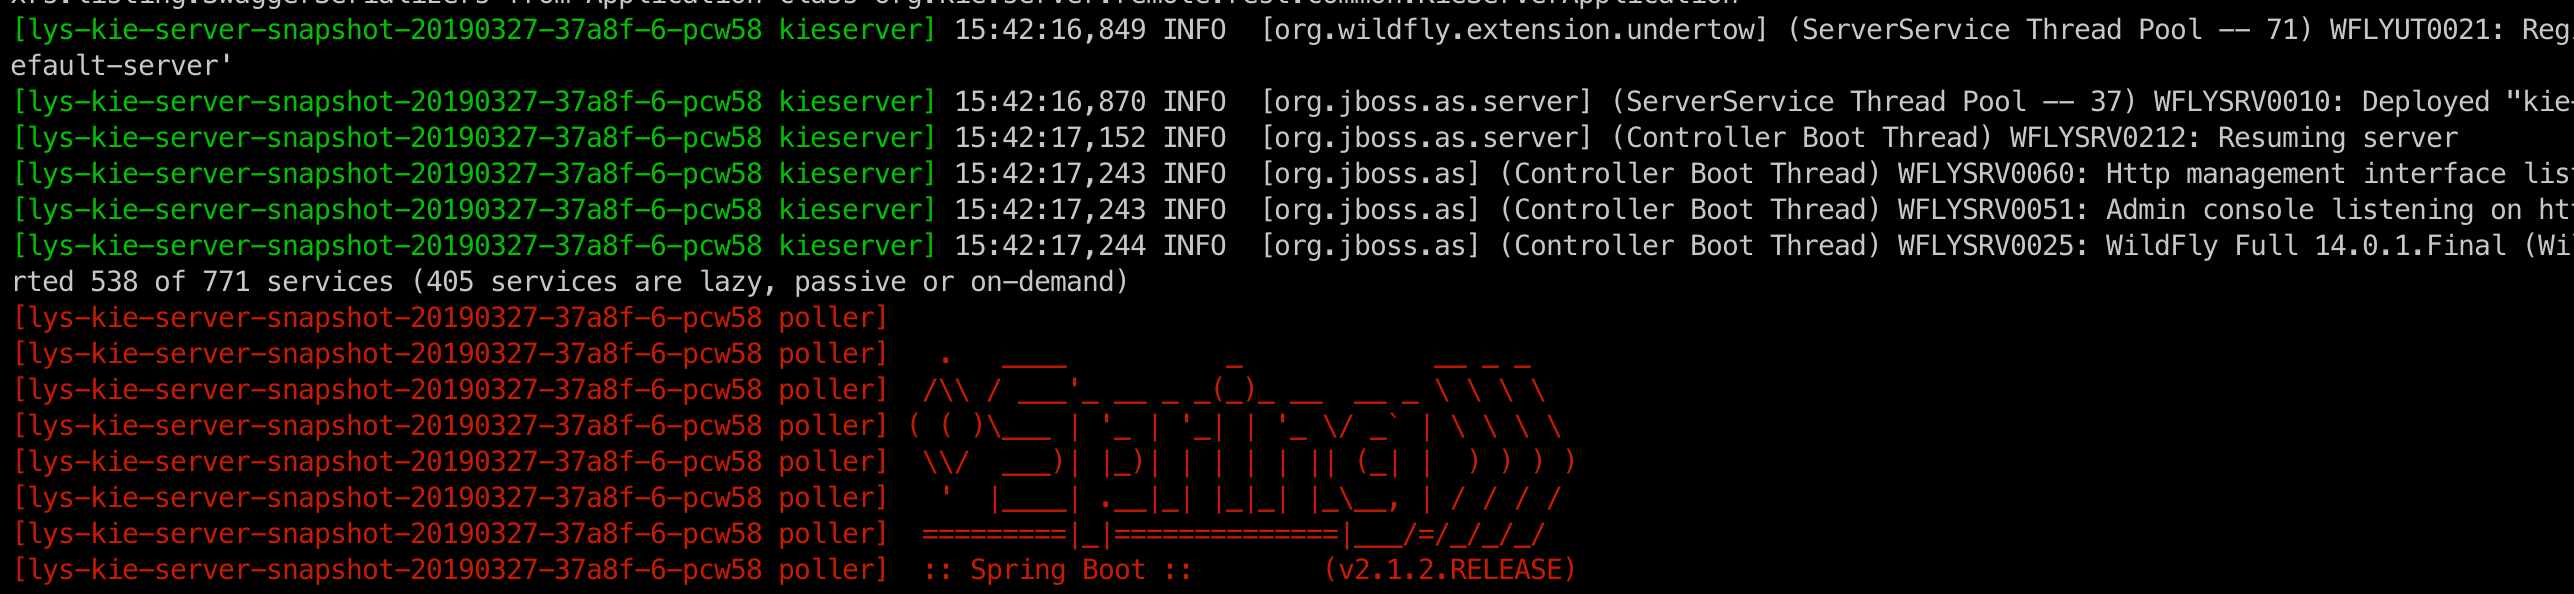 [lys-kie-server-snapshot-20190327-37a8f-6-pcw58 kieserver] 15:42:16,849 INFO  [org.wildfly.extension.undertow] (ServerService Thread Pool -- 71) WFLYUT0021:
efault-server'
[lys-kie-server-snapshot-20190327-37a8f-6-pcw58 kieserver] 15:42:16,870 INFO  [org.jboss.as.server] (ServerService Thread Pool -- 37) WFLYSRV0010: Deployed "kie-
[lys-kie-server-snapshot-20190327-37a8f-6-pcw58 kieserver] 15:42:17,152 INFO  [org.jboss.as.server] (Controller Boot Thread) WFLYSRV0212: Resuming server
[lys-kie-server-snapshot-20190327-37a8f-6-pcw58 kieserver] 15:42:17,243 INFO  [org.jboss.as] (Controller Boot Thread) WFLYSRV0060: Http management interface
[lys-kie-server-snapshot-20190327-37a8f-6-pcw58 kieserver] 15:42:17,243 INFO  [org.jboss.as] (Controller Boot Thread) WFLYSRV0051: Admin console listening on
[lys-kie-server-snapshot-20190327-37a8f-6-pcw58 kieserver] 15:42:17,244 INFO  [org.jboss.as] (Controller Boot Thread) WFLYSRV0025: WildFly Full 14.0.1.Final
rted 538 of 771 services (405 services are lazy, passive or on-demand)
[lys-kie-server-snapshot-20190327-37a8f-6-pcw58 poller]
[lys-kie-server-snapshot-20190327-37a8f-6-pcw58 poller]   .   ____          _            __ _ _
[lys-kie-server-snapshot-20190327-37a8f-6-pcw58 poller]  /\\ / ___'_ __ _ _(_)_ __  __ _ \ \ \ \
[lys-kie-server-snapshot-20190327-37a8f-6-pcw58 poller] ( ( )\___ | '_ | '_| | '_ \/ _` | \ \ \ \
[lys-kie-server-snapshot-20190327-37a8f-6-pcw58 poller]  \\/  ___)| |_)| | | | | || (_| |  ) ) ) )
[lys-kie-server-snapshot-20190327-37a8f-6-pcw58 poller]   '  |____| .__|_| |_|_| |_\__, | / / / /
[lys-kie-server-snapshot-20190327-37a8f-6-pcw58 poller]  =========|_|==============|___/=/_/_/_/
[lys-kie-server-snapshot-20190327-37a8f-6-pcw58 poller]  :: Spring Boot ::        (v2.1.2.RELEASE)